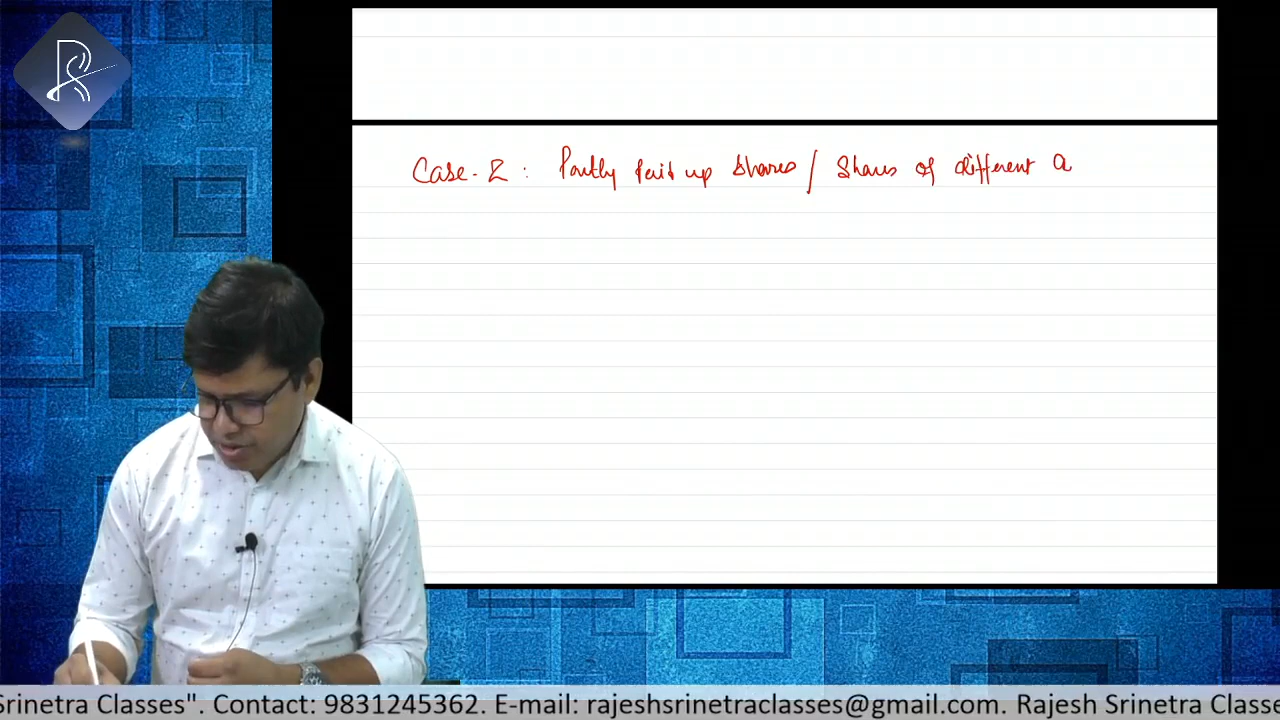 RS
Case-2 : Partly paid up shares / Shares of different a
Srinetra Classes". Contact: 9831245362. E-mail: rajeshsrinetraclasses@gmail.com. Rajesh Srinetra Classe